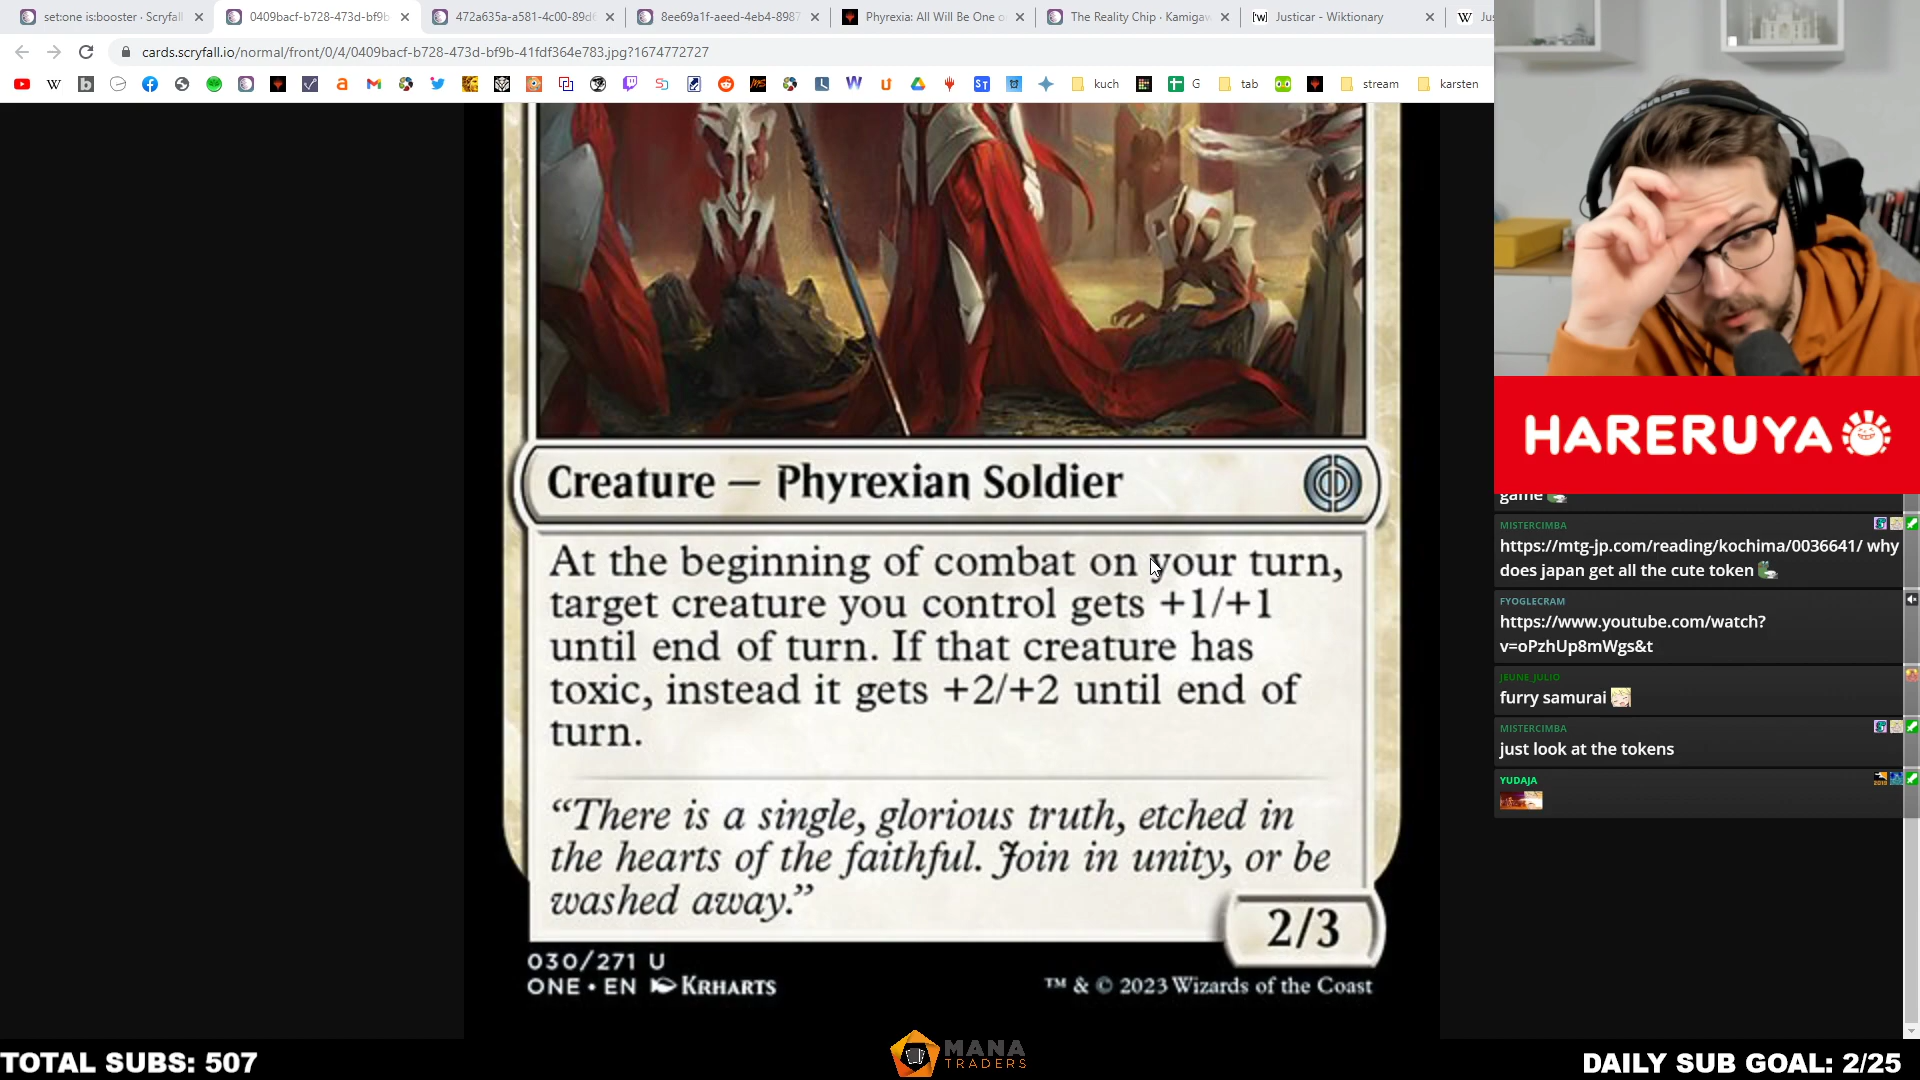 set:one is:booster · Scryfall
0409bacf-b728-473d-bf9b
472a635a-a581-4c00-89d
8ee69a1f-aeed-4eb4-8987
Phyrexia: All Will Be One
The Reality Chip · Kamigaw
Justicar - Wiktionary
Jus
cards.scryfall.io/normal/front/0/4/0409bacf-b728-473d-bf9b-41fdf364e783.jpg?1674772727
kuch
G
tab
stream
karsten
Creature — Phyrexian Soldier
At the beginning of combat on your turn,
target creature you control gets +1/+1
until end of turn. If that creature has
toxic, instead it gets +2/+2 until end of
turn.
“There is a single, glorious truth, etched in
the hearts of the faithful. Join in unity, or be
washed away.”
2/3
030/271 U
ONE • EN KRHARTS
™ & © 2023 Wizards of the Coast
HARERUYA
game
MISTERCIMBA
https://mtg-jp.com/reading/kochima/0036641/ why
does japan get all the cute token
FYOGLECRAM
https://www.youtube.com/watch?
v=oPzhUp8mWgs&t
JEUNE_JULIO
furry samurai
MISTERCIMBA
just look at the tokens
YUDAJA
TOTAL SUBS: 507
MANA
TRADERS
DAILY SUB GOAL: 2/25